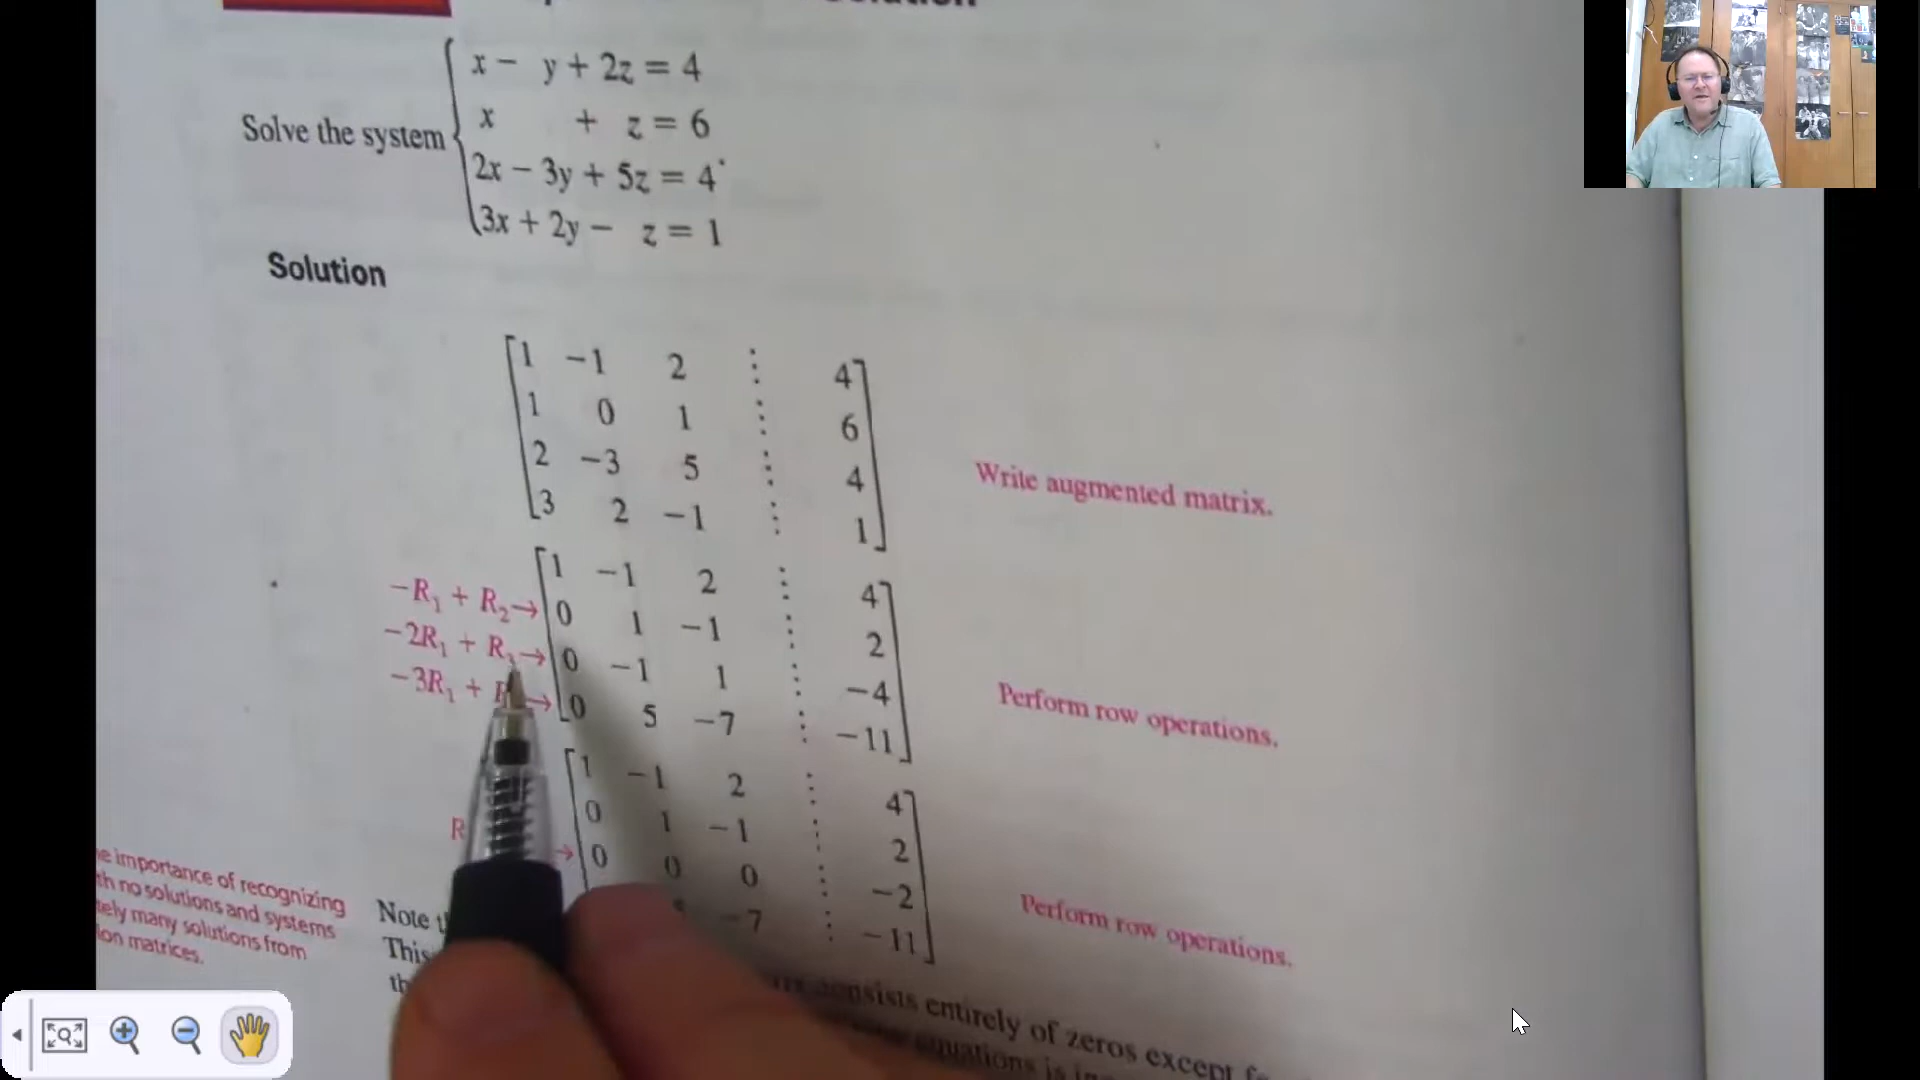 Solution
x − y + 2z = 4
x + z = 6
Solve the system
2x − 3y + 5z = 4.
3x + 2y − z = 1
Solution
1 −1 2 ⋮ 4
1 0 1 ⋮ 6
2 −3 5 ⋮ 4
3 2 −1 ⋮ 1
Write augmented matrix.
1 −1 2 ⋮ 4
−R₁ + R₂→ 0 1 −1 ⋮ 2
−2R₁ + R₃→ 0 −1 1 ⋮ −4
−3R₁ + R → 0 5 −7 ⋮ −11
Perform row operations.
1 −1 2 ⋮ 4
0 1 −1 ⋮ 2
R → 0 0 0 ⋮ −2
−7 ⋮ −11
Perform row operations.
importance of recognizing
no solutions and systems
many solutions from
matrices.
Note
This
consists entirely of zeros except
equations is